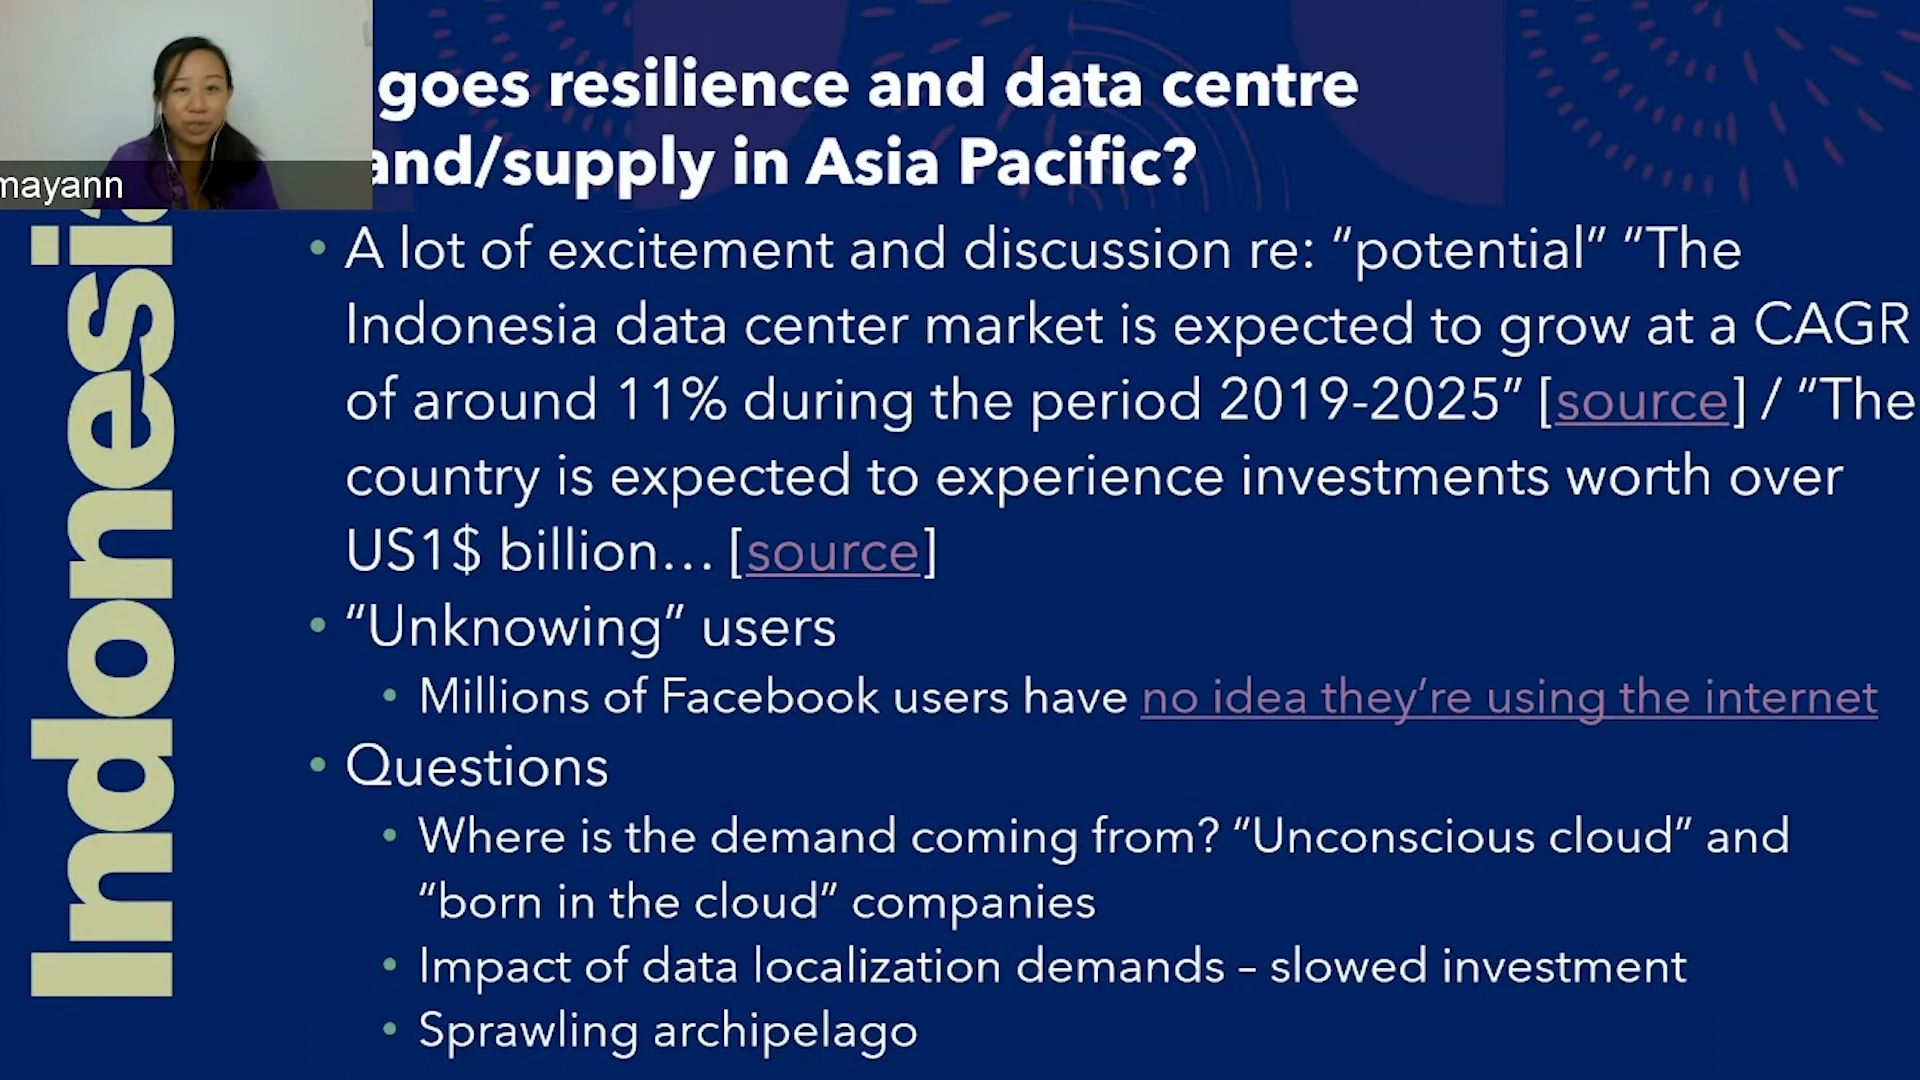 goes resilience and data centre
and/supply in Asia Pacific?
mayann
Indonesia
• A lot of excitement and discussion re: “potential” “The
Indonesia data center market is expected to grow at a CAGR
of around 11% during the period 2019-2025” [source] / “The
country is expected to experience investments worth over
US1$ billion… [source]
• “Unknowing” users
• Millions of Facebook users have no idea they’re using the internet
• Questions
• Where is the demand coming from? “Unconscious cloud” and
“born in the cloud” companies
• Impact of data localization demands – slowed investment
• Sprawling archipelago